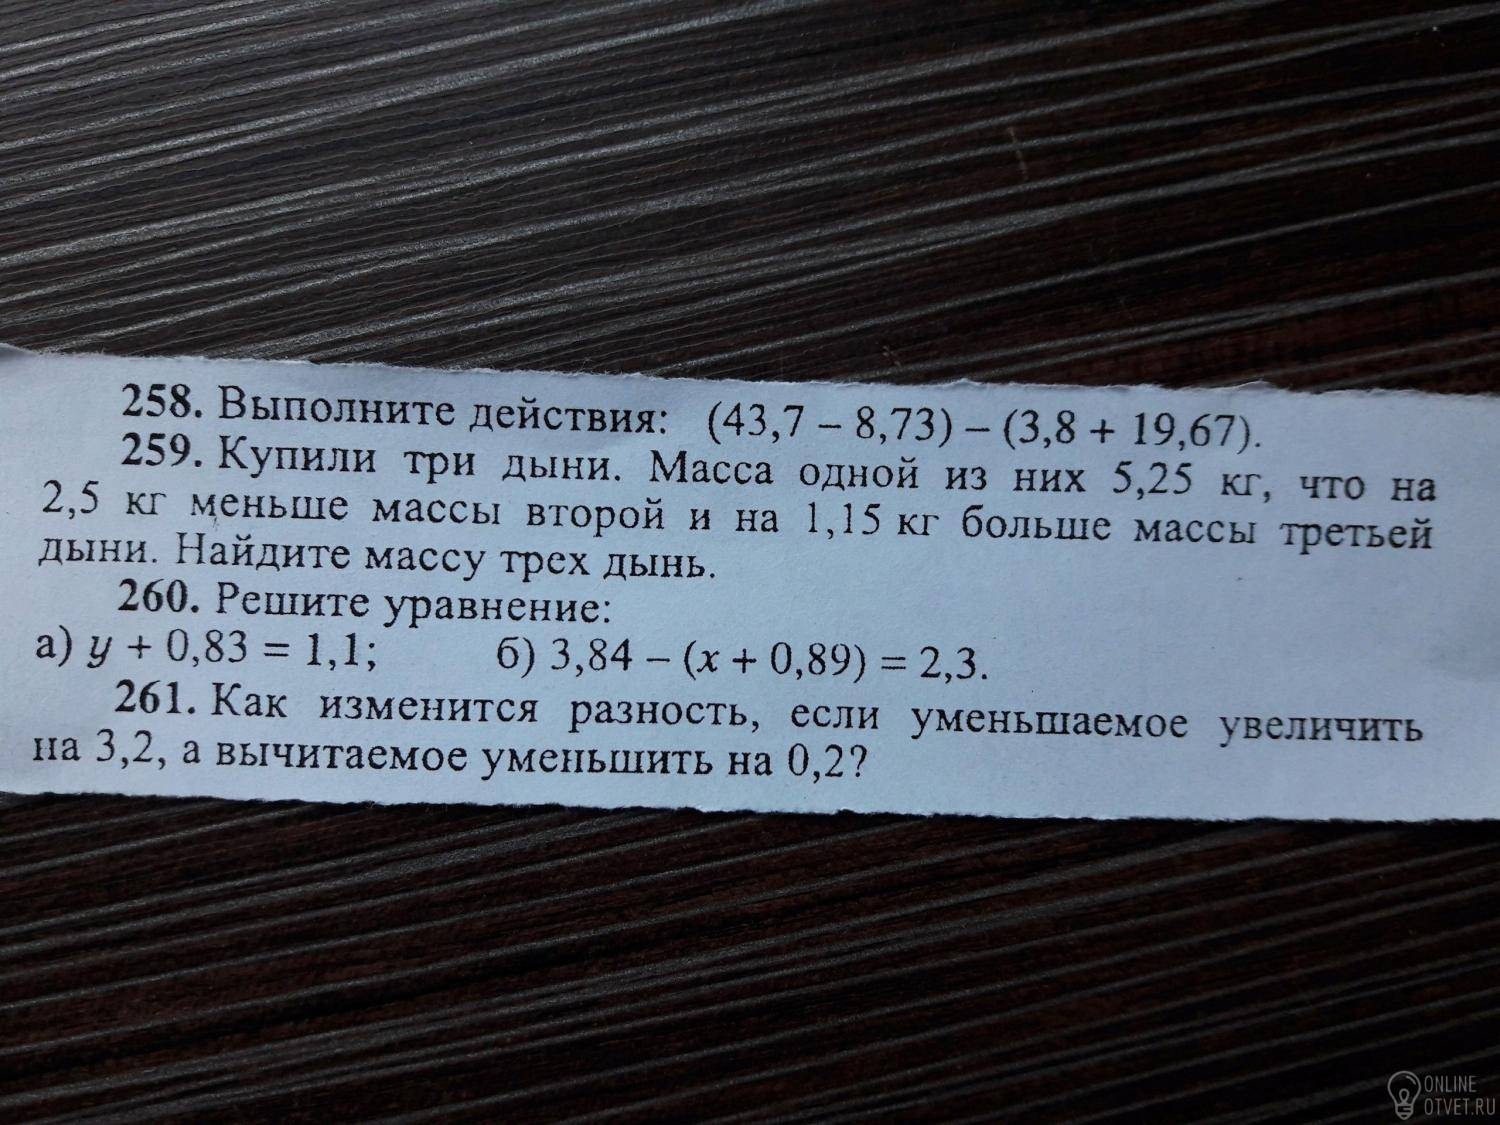 258. Выполните действия: (43,7 – 8,73) – (3,8 + 19,67).
259. Купили три дыни. Масса одной из них 5,25 кг, что на
2,5 кг меньше массы второй и на 1,15 кг больше массы третьей
дыни. Найдите массу трех дынь.
260. Решите уравнение:
а) y + 0,83 = 1,1; б) 3,84 – (x + 0,89) = 2,3.
261. Как изменится разность, если уменьшаемое увеличить
на 3,2, а вычитаемое уменьшить на 0,2?
ONLINE
OTVET.RU